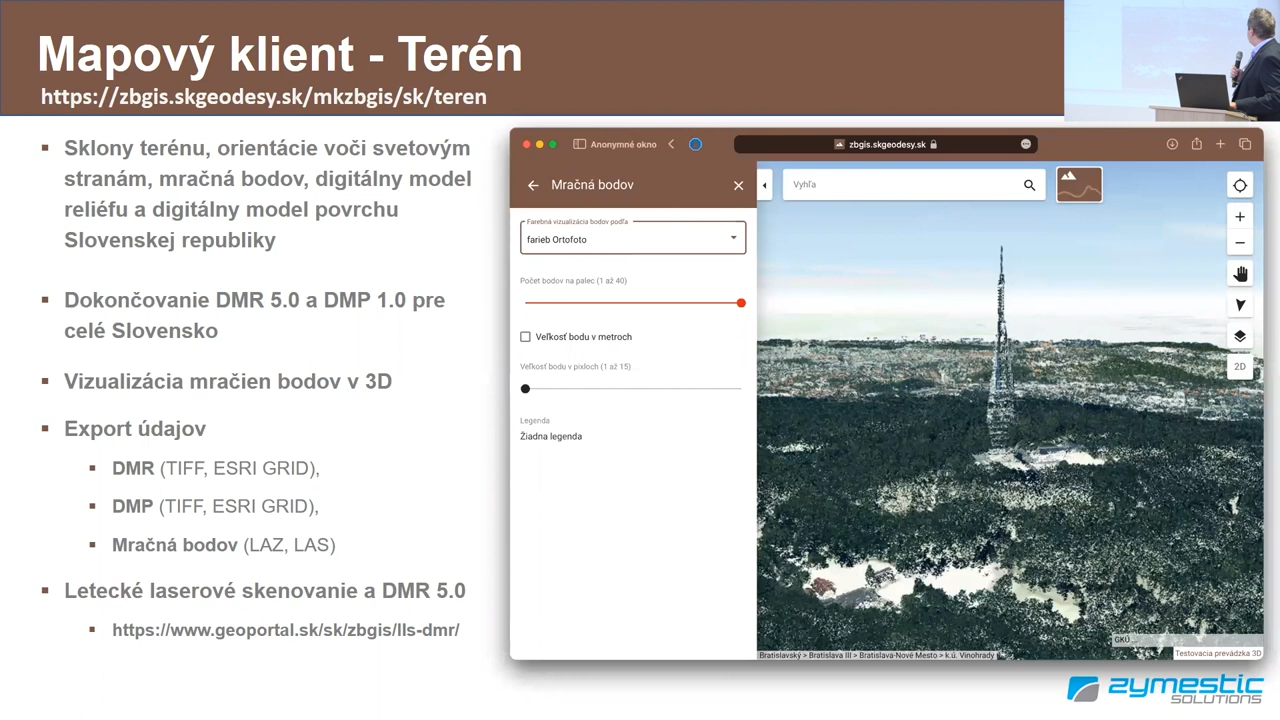 Mapový klient - Terén
https://zbgis.skgeodesy.sk/mkzbgis/sk/teren
▪ Sklony terénu, orientácie voči svetovým
stranám, mračná bodov, digitálny model
reliéfu a digitálny model povrchu
Slovenskej republiky
▪ Dokončovanie DMR 5.0 a DMP 1.0 pre
celé Slovensko
▪ Vizualizácia mračien bodov v 3D
▪ Export údajov
▪ DMR (TIFF, ESRI GRID),
▪ DMP (TIFF, ESRI GRID),
▪ Mračná bodov (LAZ, LAS)
▪ Letecké laserové skenovanie a DMR 5.0
▪ https://www.geoportal.sk/sk/zbgis/lls-dmr/
Anonymné okno
zbgis.skgeodesy.sk
Mračná bodov
Vyhľa
Farebná vizualizácia bodov podľa
farieb Ortofoto
Počet bodov na palec (1 až 40)
Veľkosť bodu v metroch
Veľkosť bodu v pixloch (1 až 15)
Legenda
Žiadna legenda
2D
GKÚ...
Testovacia prevádzka 3D
Bratislavský > Bratislava III > Bratislava-Nové Mesto > k.ú. Vinohrady
zymestic
SOLUTIONS